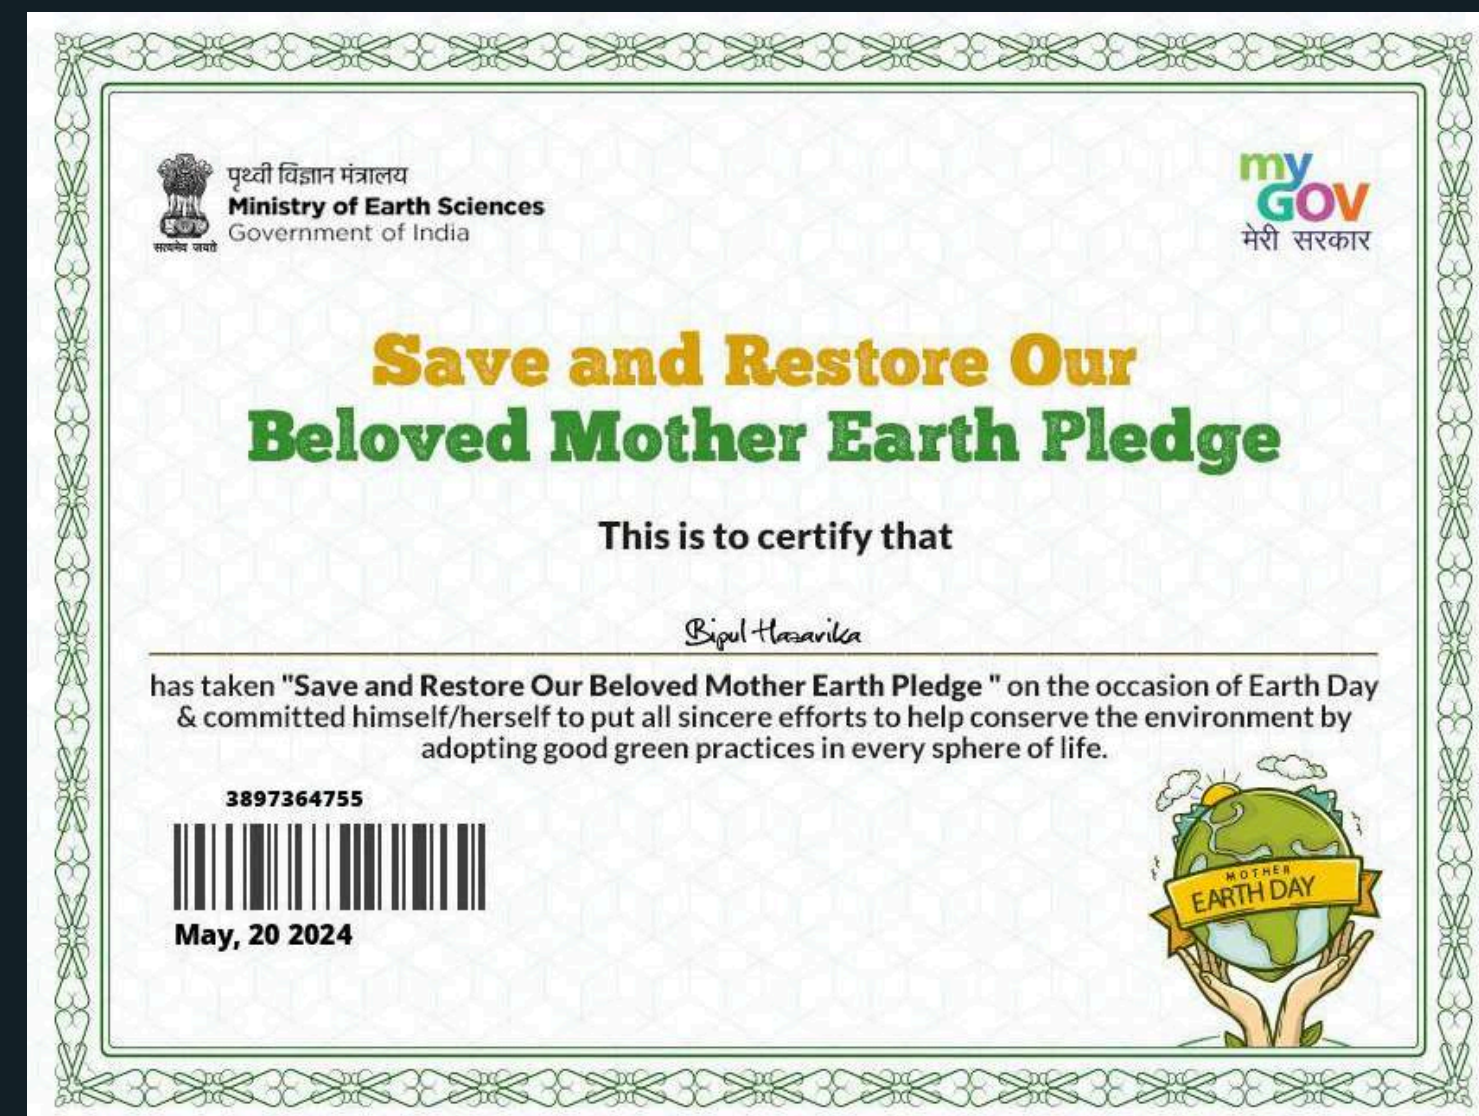 पृथ्वी विज्ञान मंत्रालय
Ministry of Earth Sciences
Government of India
सत्यमेव जयते
my
GOV
मेरी सरकार
Save and Restore Our
Beloved Mother Earth Pledge
This is to certify that
Bipul Hazarika
has taken "Save and Restore Our Beloved Mother Earth Pledge " on the occasion of Earth Day
& committed himself/herself to put all sincere efforts to help conserve the environment by
adopting good green practices in every sphere of life.
3897364755
May, 20 2024
MOTHER
EARTH DAY